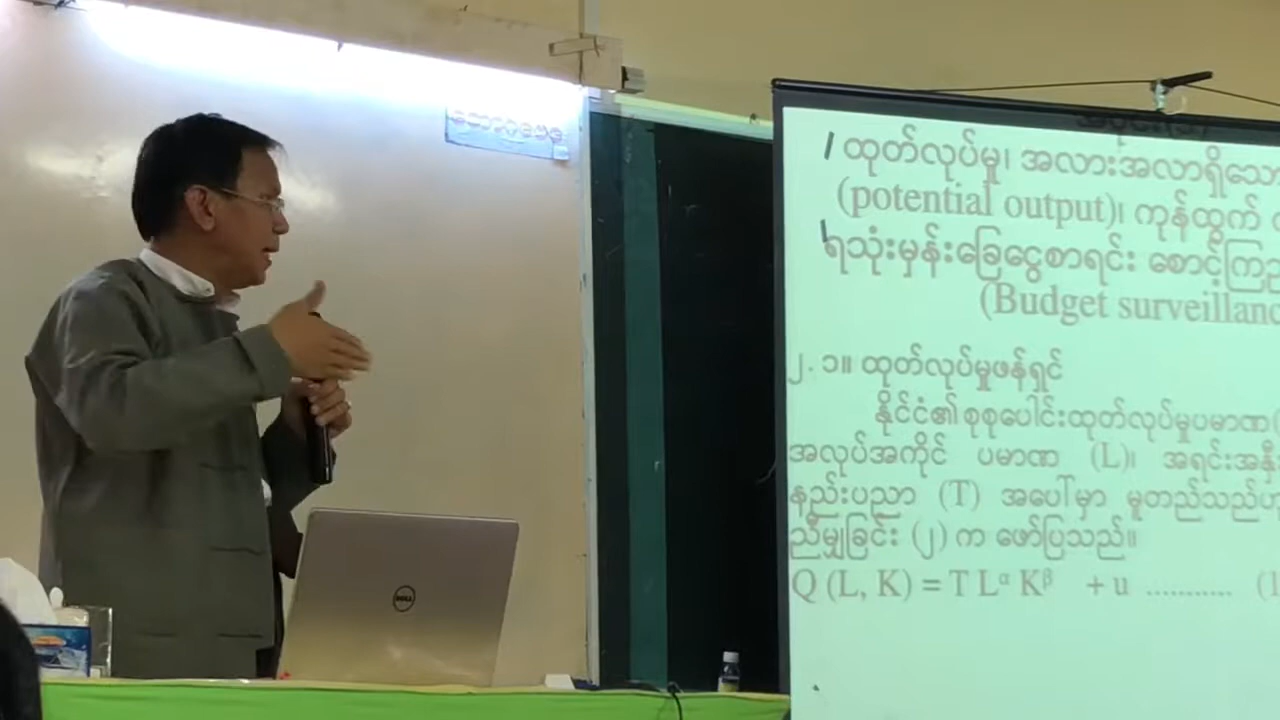 ထုတ်လုပ်မှု၊ အလားအလာရှိသော
(potential output)၊ ကုန်ထွက်
ရသုံးမှန်းခြေငွေစာရင်း စောင့်ကြည
(Budget surveillanc
၂. ၁။ ထုတ်လုပ်မှုဖန်ရှင်
နိုင်ငံ၏ စုစုပေါင်းထုတ်လုပ်မှုပမာဏ (
အလုပ်အကိုင် ပမာဏ (L)၊ အရင်းအနှီး
နည်းပညာ (T) အပေါ်မှာ မူတည်သည်ဟု
ညီမျှခြင်း (၂) က ဖော်ပြသည်။
Q (L, K) = T Lᵅ Kᵝ + u ........... (1
DELL